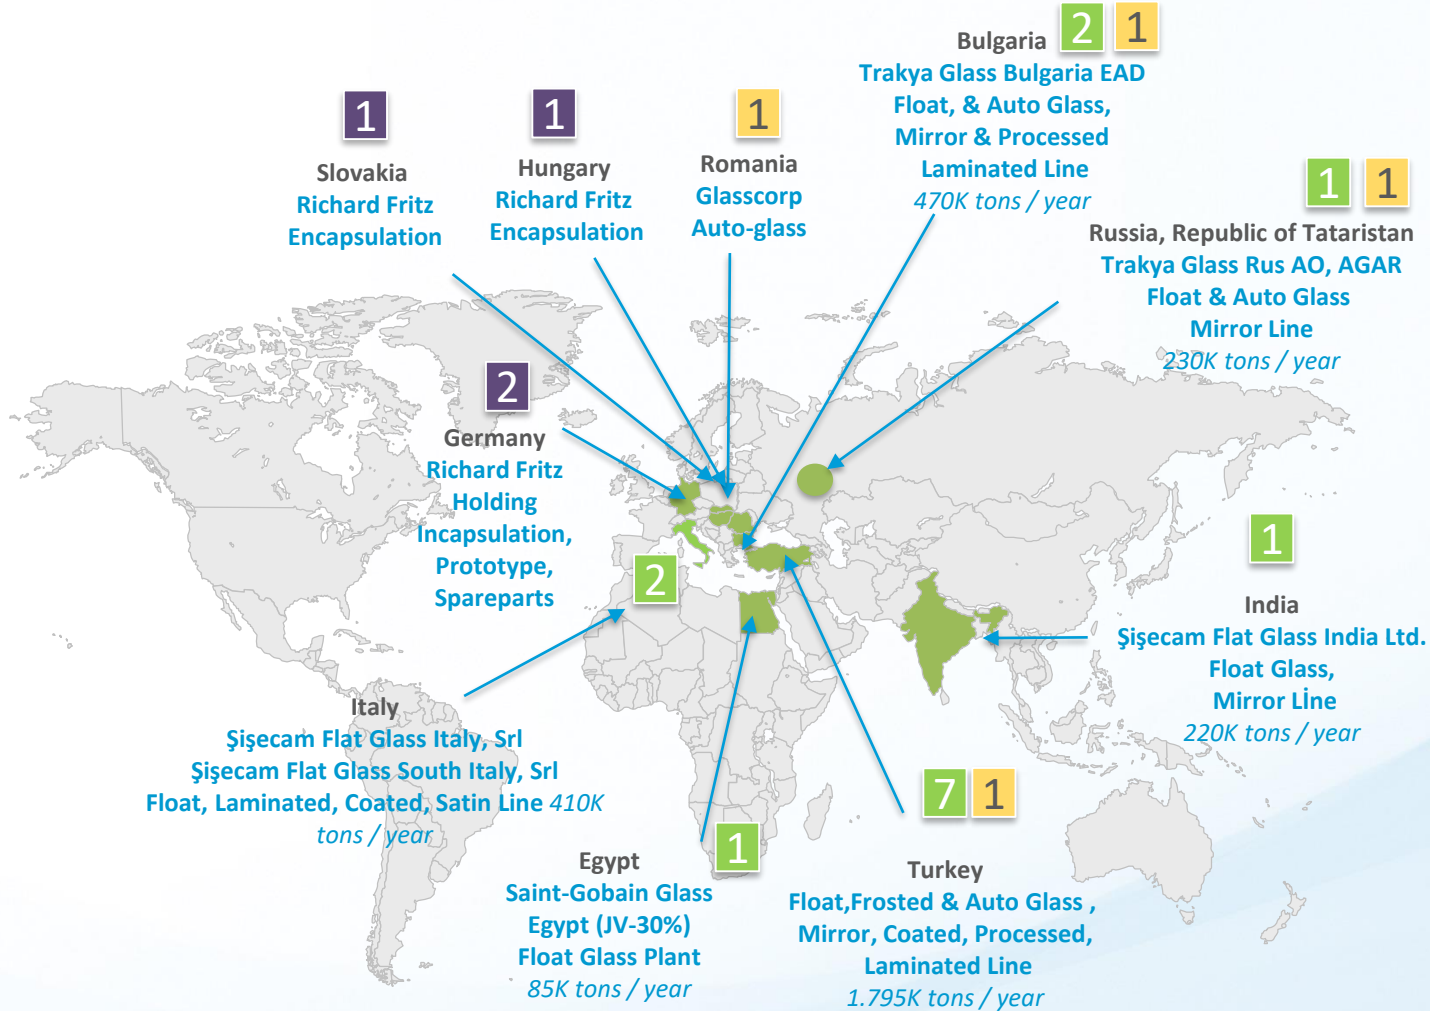 2 1
Bulgaria
Trakya Glass Bulgaria EAD
Float, & Auto Glass,
Mirror & Processed
Laminated Line
470K tons / year
1
Slovakia
Richard Fritz
Encapsulation
1
Hungary
Richard Fritz
Encapsulation
1
Romania
Glasscorp
Auto-glass
1 1
Russia, Republic of Tataristan
Trakya Glass Rus AO, AGAR
Float & Auto Glass
Mirror Line
230K tons / year
2
Germany
Richard Fritz
Holding
Incapsulation,
Prototype,
Spareparts
1
India
Şişecam Flat Glass India Ltd.
Float Glass,
Mirror Lİne
220K tons / year
2
Italy
Şişecam Flat Glass Italy, Srl
Şişecam Flat Glass South Italy, Srl
Float, Laminated, Coated, Satin Line 410K
tons / year
1
Egypt
Saint-Gobain Glass
Egypt (JV-30%)
Float Glass Plant
85K tons / year
7 1
Turkey
Float,Frosted & Auto Glass ,
Mirror, Coated, Processed,
Laminated Line
1.795K tons / year